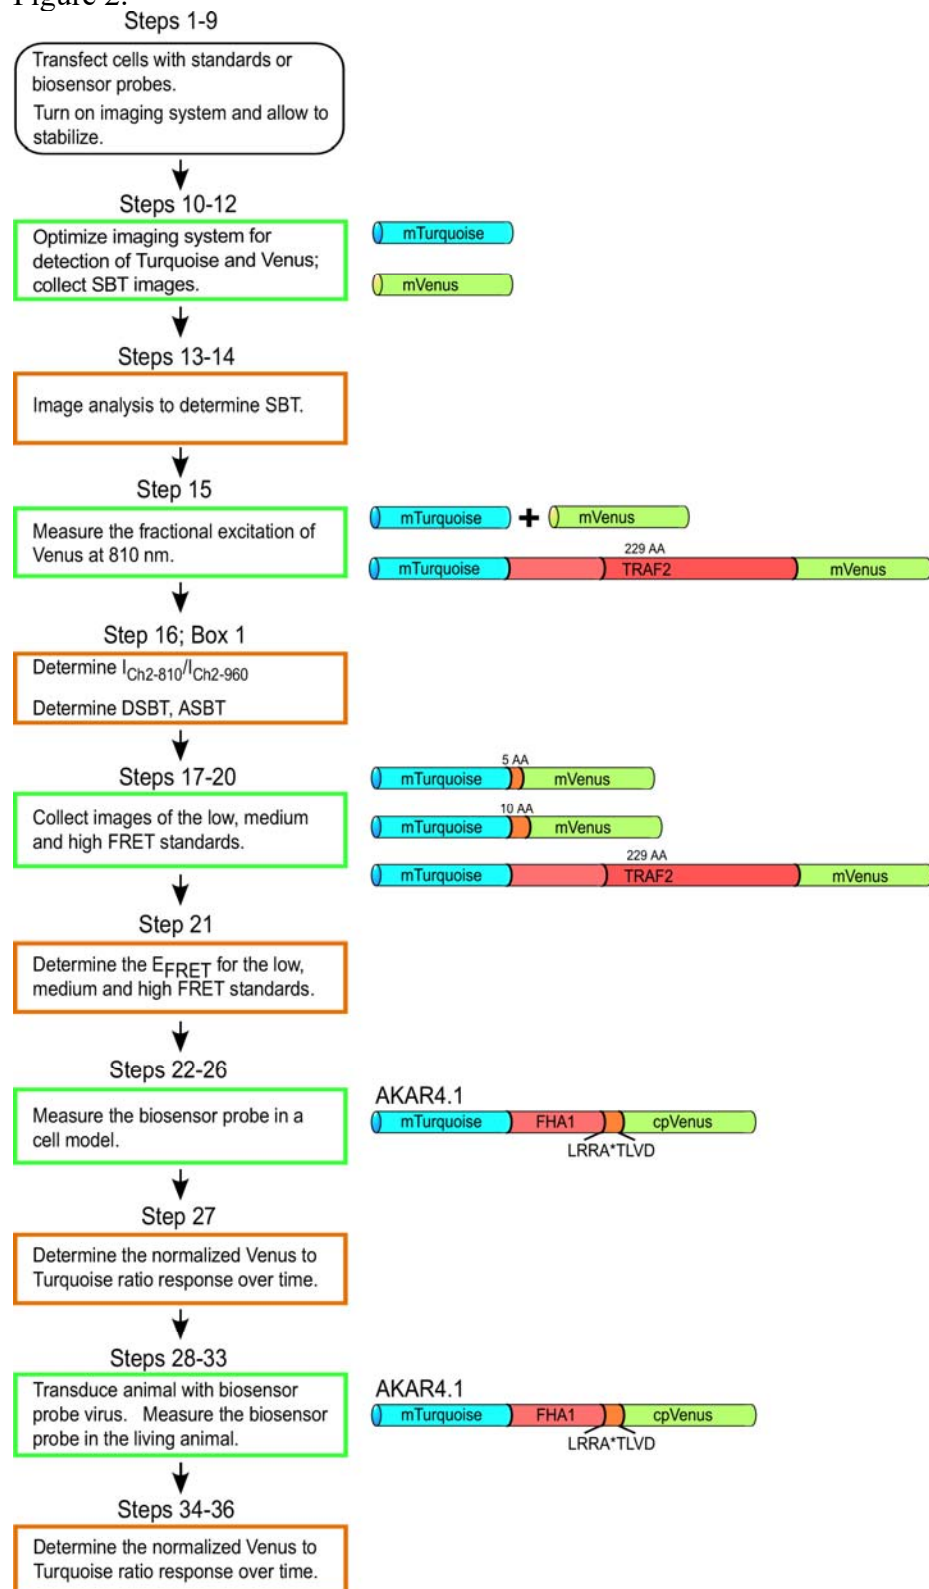 Figure 2.
Steps 1-9
Transfect cells with standards or
biosensor probes.
Turn on imaging system and allow to
stabilize.
Steps 10-12
Optimize imaging system for
detection of Turquoise and Venus;
collect SBT images.
mTurquoise
mVenus
Steps 13-14
Image analysis to determine SBT.
Step 15
Measure the fractional excitation of
Venus at 810 nm.
mTurquoise + mVenus
229 AA
mTurquoise TRAF2 mVenus
Step 16; Box 1
Determine ICh2-810/ICh2-960
Determine DSBT, ASBT
Steps 17-20
Collect images of the low, medium
and high FRET standards.
5 AA
mTurquoise mVenus
10 AA
mTurquoise mVenus
229 AA
mTurquoise TRAF2 mVenus
Step 21
Determine the EFRET for the low,
medium and high FRET standards.
Steps 22-26
Measure the biosensor probe in a
cell model.
AKAR4.1
mTurquoise FHA1 cpVenus
LRRA*TLVD
Step 27
Determine the normalized Venus to
Turquoise ratio response over time.
Steps 28-33
Transduce animal with biosensor
probe virus. Measure the biosensor
probe in the living animal.
AKAR4.1
mTurquoise FHA1 cpVenus
LRRA*TLVD
Steps 34-36
Determine the normalized Venus to
Turquoise ratio response over time.